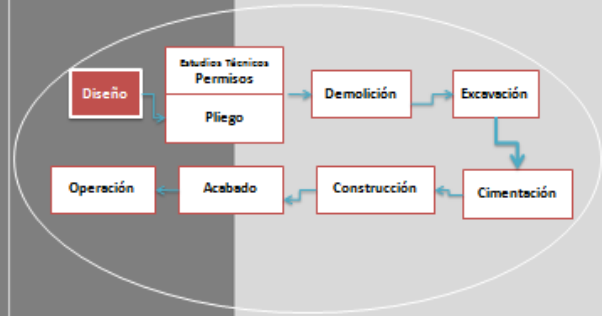 Diseño
Estudios Técnicos
Permisos
Pliego
Demolición
Excavación
Operación
Acabado
Construcción
Cimentación